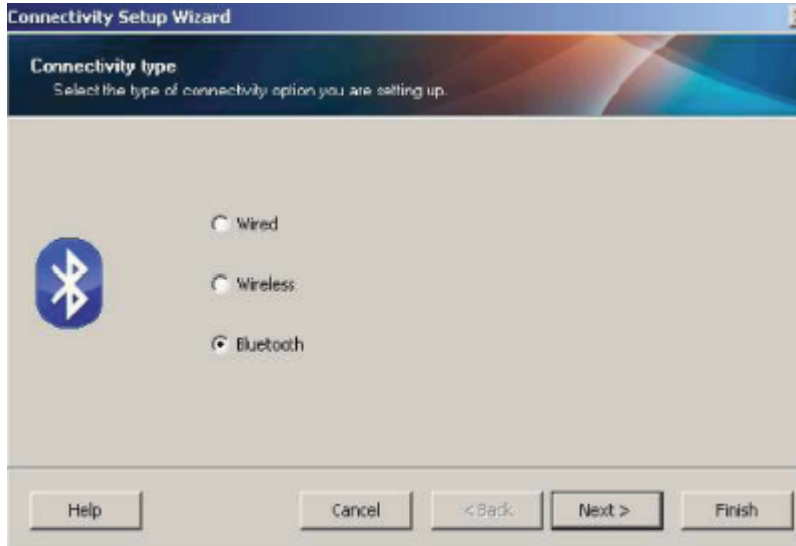 Connectivity Setup Wizard
Connectivity type
Select the type of connectivity option you are setting up.
Wired
Wireless
Bluetooth
Help
Cancel
< Back
Next >
Finish